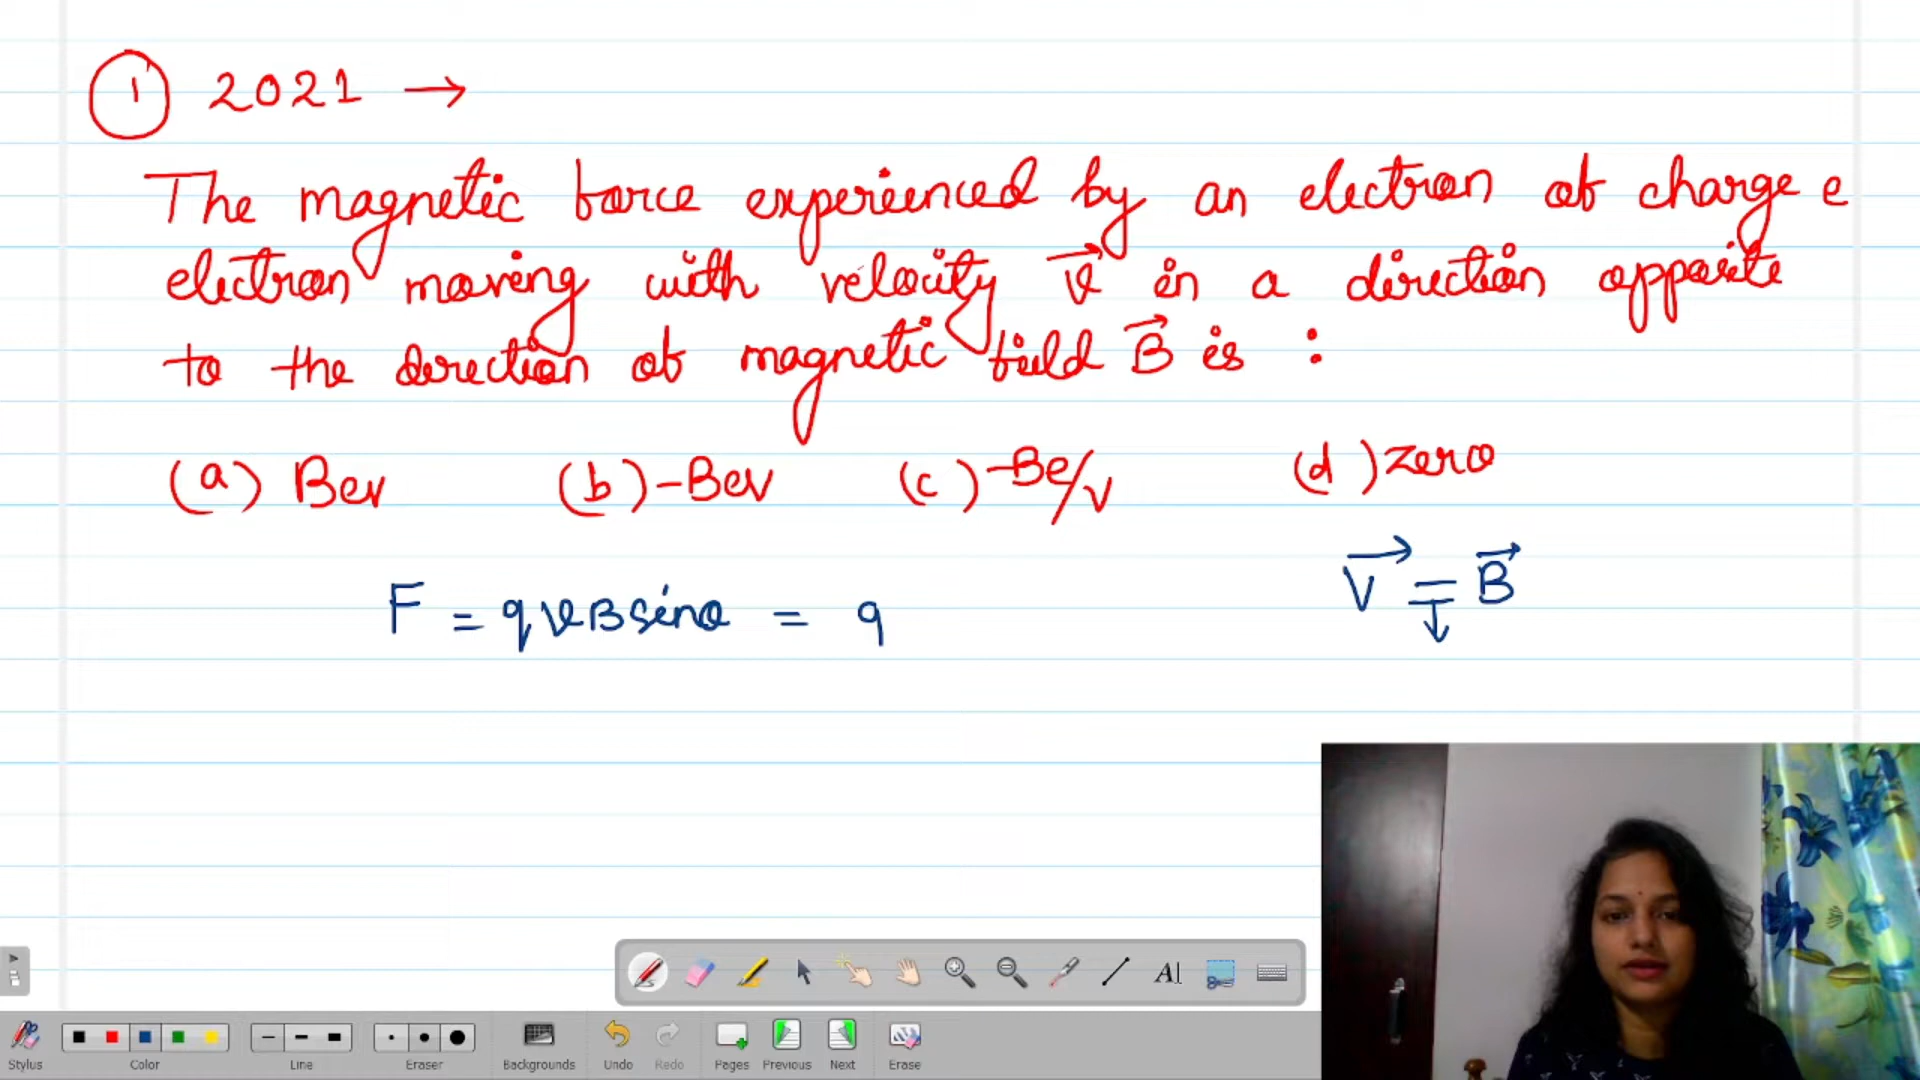 1 2021 →
The magnetic force experienced by an electron of charge e
electron moving with velocity v⃗ in a direction opposite
to the direction of magnetic field B⃗ is :
(a) Bev (b) -Bev (c) -Be/v (d) zero
V⃗ = B⃗
↓
F = qvBsinθ = q
AI
Stylus Color Line Eraser Backgrounds Undo Redo Pages Previous Next Erase